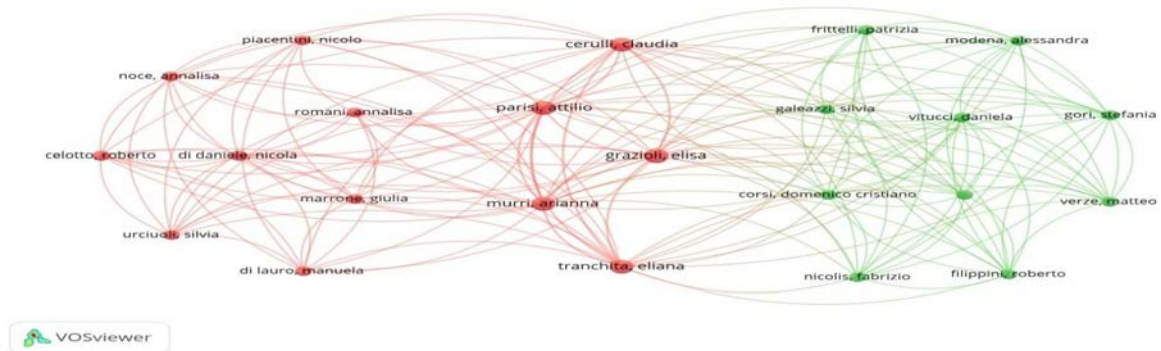 frittelli, patrizia
piacentini, nicolo
cerulli, claudia
modena, alessandra
noce, annalisa
parisi, attilio
galeazzi, silvia
romani, annalisa
vitucci, daniela
gori, stefania
celotto, roberto
di daniele, nicola
grazioli, elisa
corsi, domenico cristiano
marrone, giulia
murri, arianna
verze, matteo
urciuoli, silvia
di lauro, manuela
tranchita, eliana
nicolis, fabrizio
filippini, roberto
VOSviewer